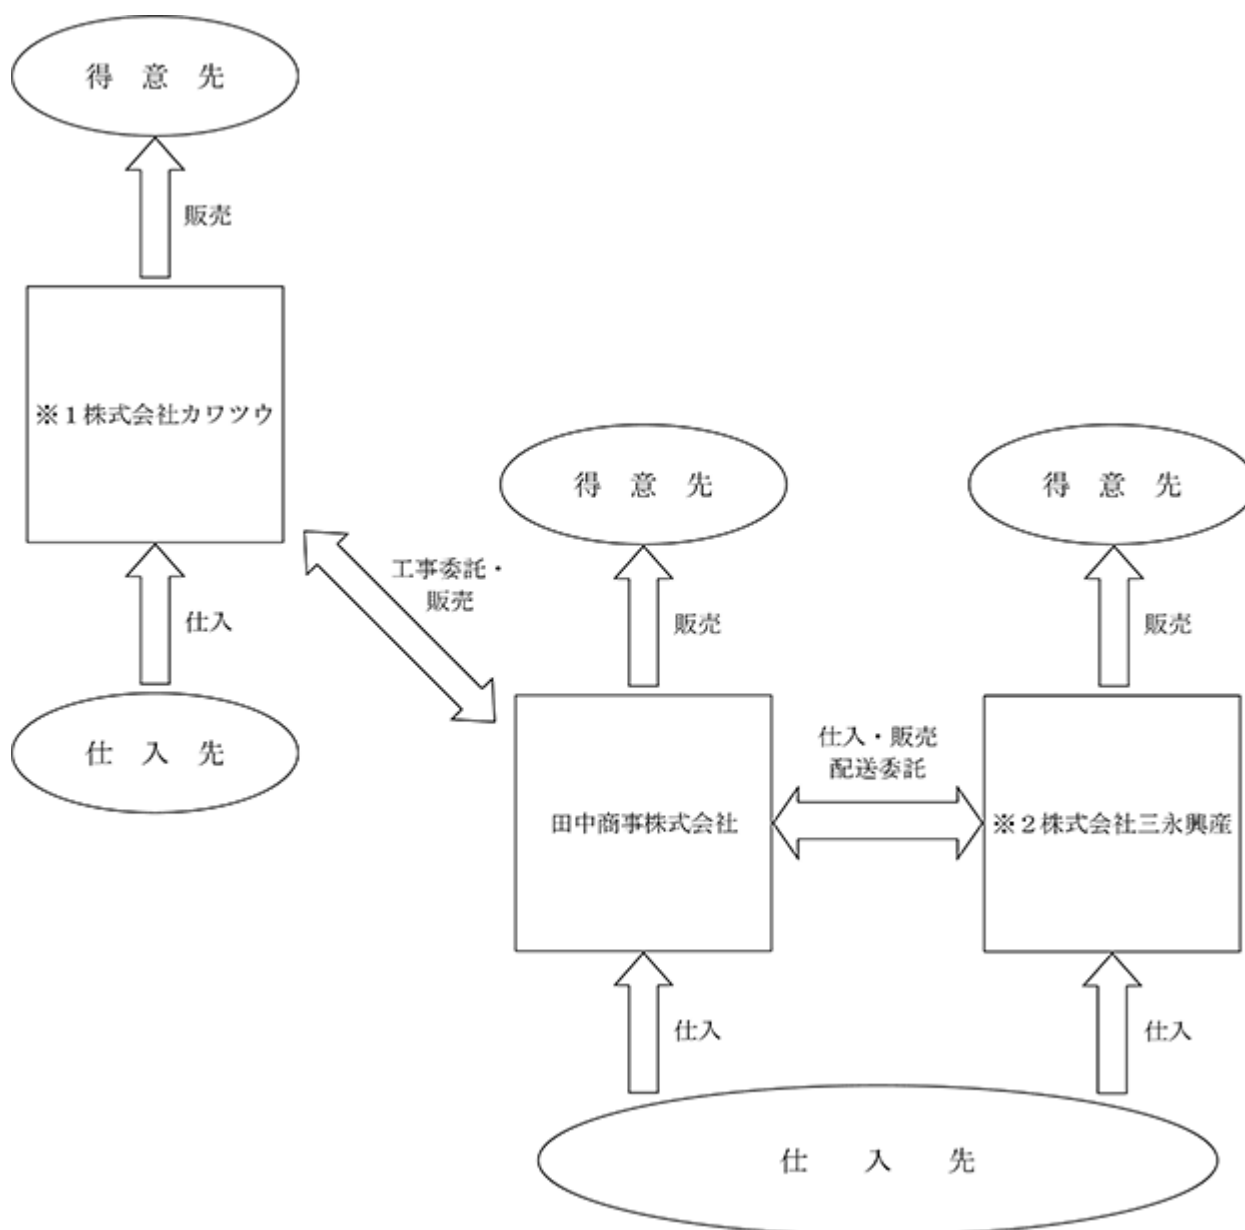 得 意 先
販売
※1株式会社カワツウ
仕入
仕 入 先
工事委託・
販売
得 意 先
販売
田中商事株式会社
仕入
仕入・販売
配送委託
得 意 先
販売
※2株式会社三永興産
仕入
仕 入 先